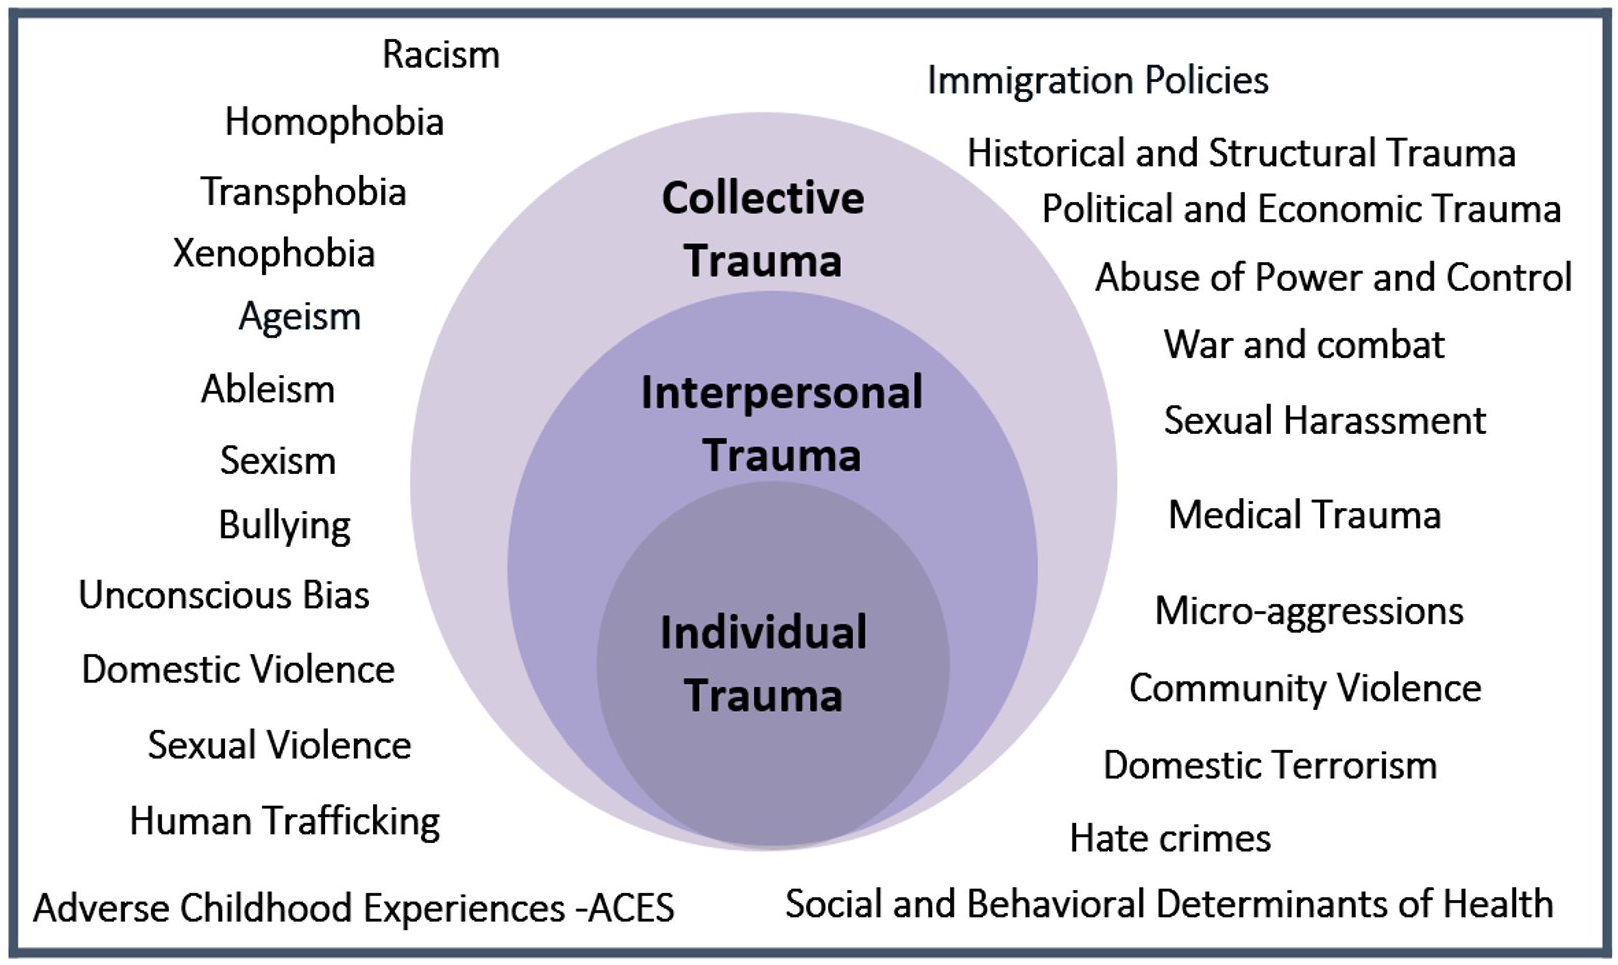 Racism
Homophobia
Transphobia
Xenophobia
Ageism
Ableism
Sexism
Bullying
Unconscious Bias
Domestic Violence
Sexual Violence
Human Trafficking
Adverse Childhood Experiences -ACES
Collective
Trauma
Interpersonal
Trauma
Individual
Trauma
Immigration Policies
Historical and Structural Trauma
Political and Economic Trauma
Abuse of Power and Control
War and combat
Sexual Harassment
Medical Trauma
Micro-aggressions
Community Violence
Domestic Terrorism
Hate crimes
Social and Behavioral Determinants of Health